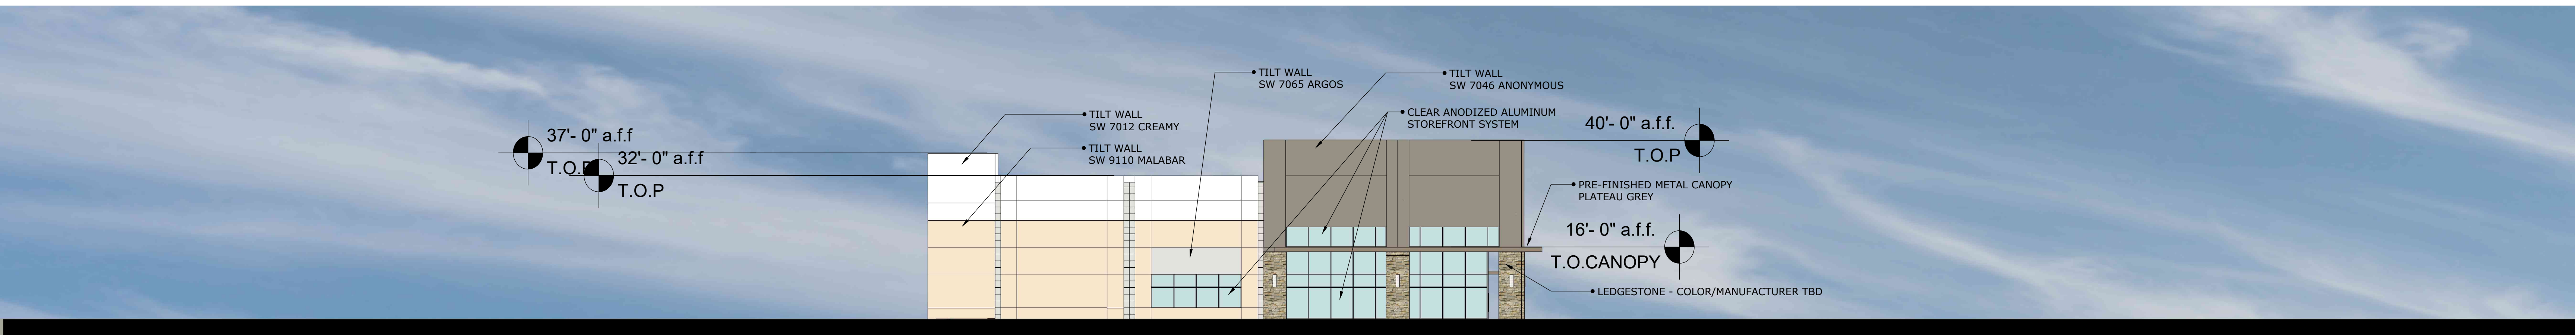 TILT WALL
SW 7065 ARGOS
TILT WALL
SW 7046 ANONYMOUS
TILT WALL
SW 7012 CREAMY
CLEAR ANODIZED ALUMINUM
STOREFRONT SYSTEM
40'- 0" a.f.f.
T.O.P
37'- 0" a.f.f
T.O.P
32'- 0" a.f.f
T.O.P
TILT WALL
SW 9110 MALABAR
PRE-FINISHED METAL CANOPY
PLATEAU GREY
16'- 0" a.f.f.
T.O.CANOPY
LEDGESTONE - COLOR/MANUFACTURER TBD